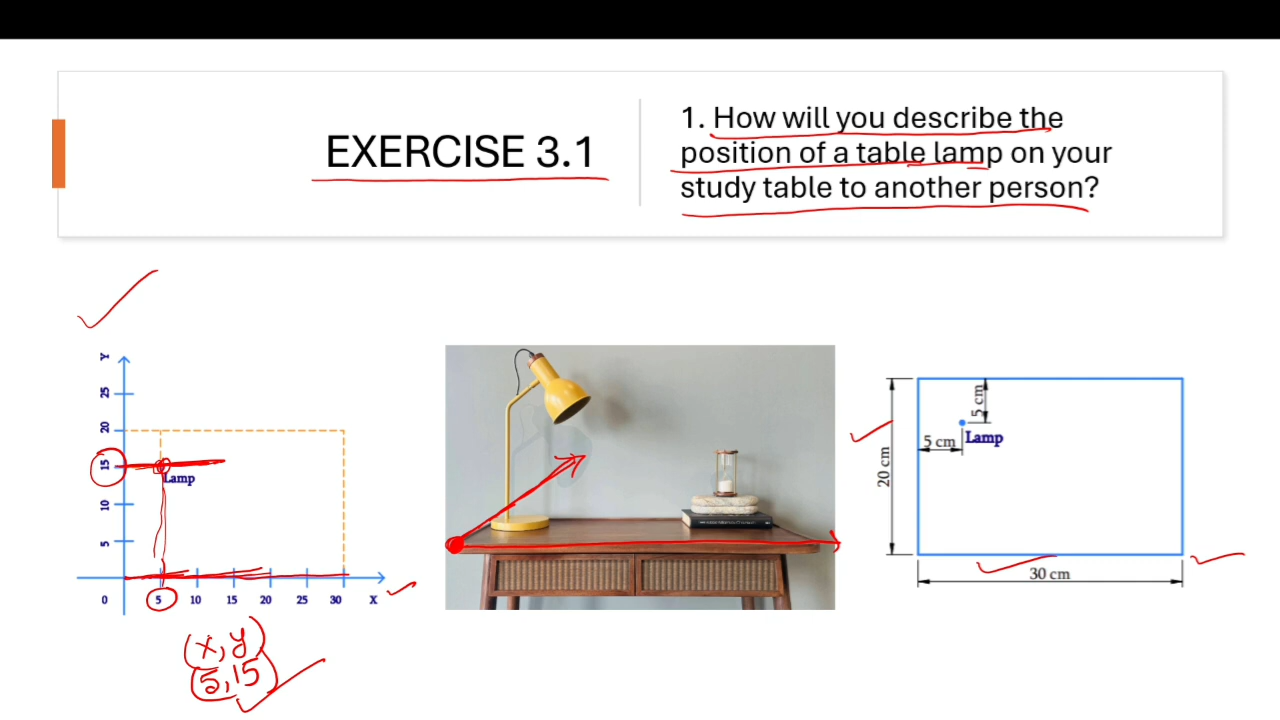 EXERCISE 3.1
1. How will you describe the
position of a table lamp on your
study table to another person?
Y
25
20
15
10
5
Lamp
0 5 10 15 20 25 30 X
(x,y)
(5,15)
20 cm
5 cm
5 cm
Lamp
30 cm